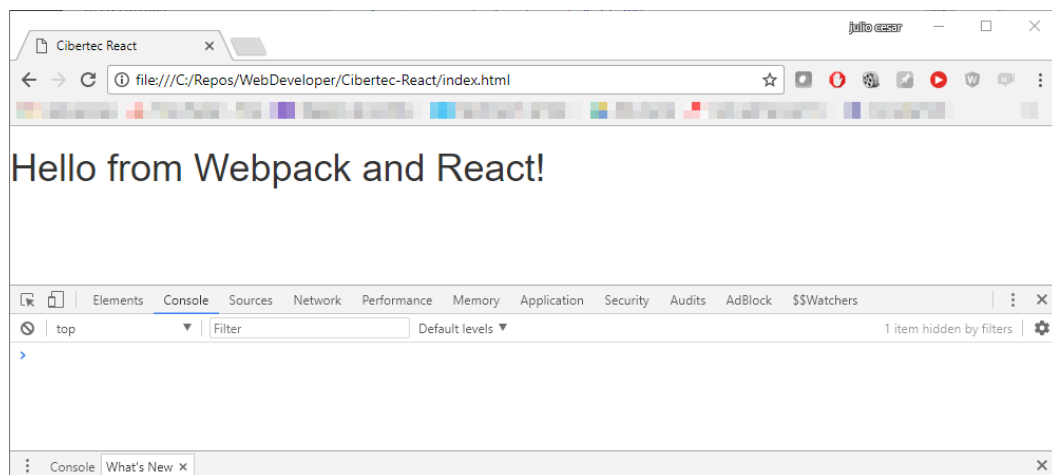 julio cesar
Cibertec React
file:///C:/Repos/WebDeveloper/Cibertec-React/index.html
Hello from Webpack and React!
Elements Console Sources Network Performance Memory Application Security Audits AdBlock $$Watchers
top Filter Default levels 1 item hidden by filters
Console What's New